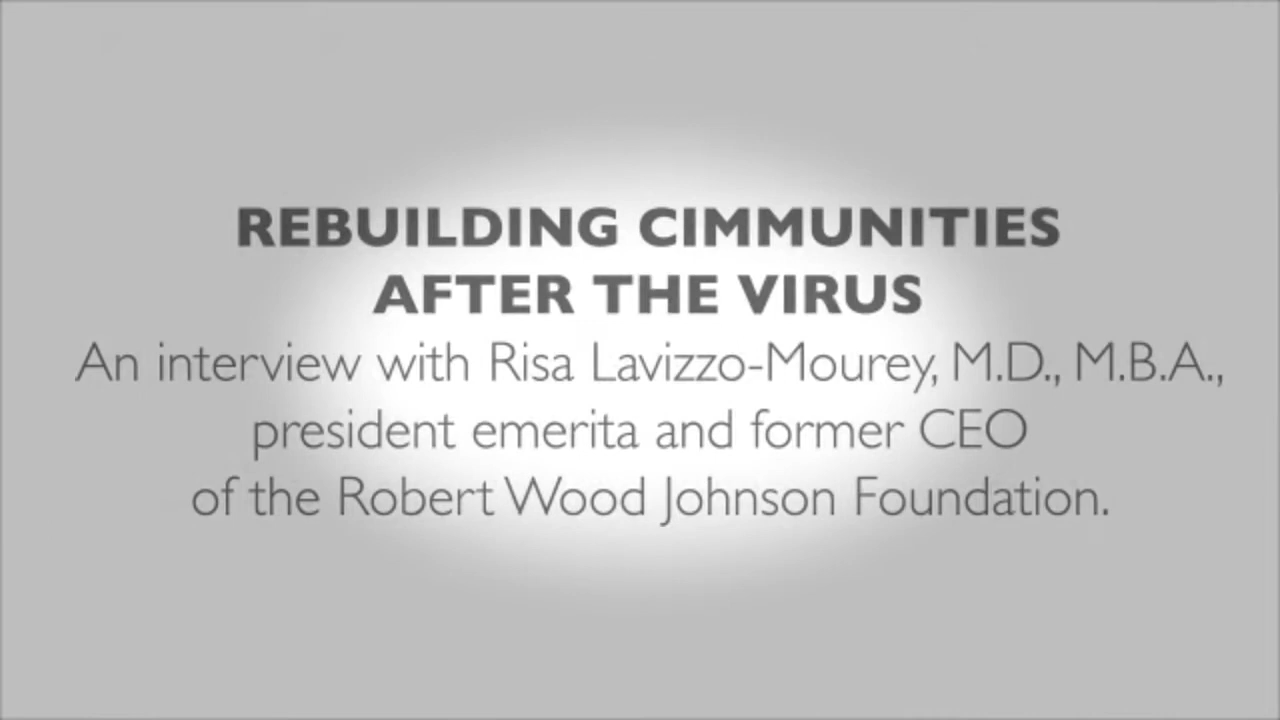 REBUILDING CIMMUNITIES
AFTER THE VIRUS
An interview with Risa Lavizzo-Mourey, M.D., M.B.A.,
president emerita and former CEO
of the Robert Wood Johnson Foundation.